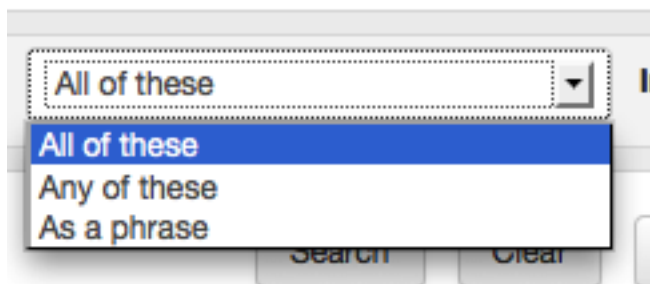 All of these
All of these
Any of these
As a phrase
Search Clear